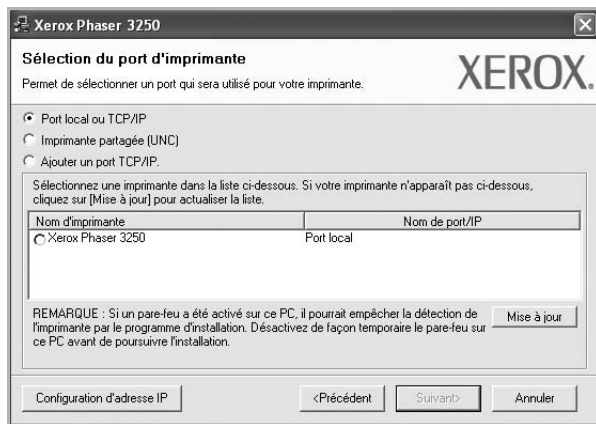 Xerox Phaser 3250
Sélection du port d'imprimante
Permet de sélectionner un port qui sera utilisé pour votre imprimante.
XEROX.
Port local ou TCP/IP
Imprimante partagée (UNC)
Ajouter un port TCP/IP.
Sélectionnez une imprimante dans la liste ci-dessous. Si votre imprimante n'apparaît pas ci-dessous,
cliquez sur [Mise à jour] pour actualiser la liste.
Nom d'imprimante Nom de port/IP
Xerox Phaser 3250 Port local
REMARQUE : Si un pare-feu a été activé sur ce PC, il pourrait empêcher la détection de
l'imprimante par le programme d'installation. Désactivez de façon temporaire le pare-feu sur
ce PC avant de poursuivre l'installation.
Mise à jour
Configuration d'adresse IP <Précédent Suivant> Annuler